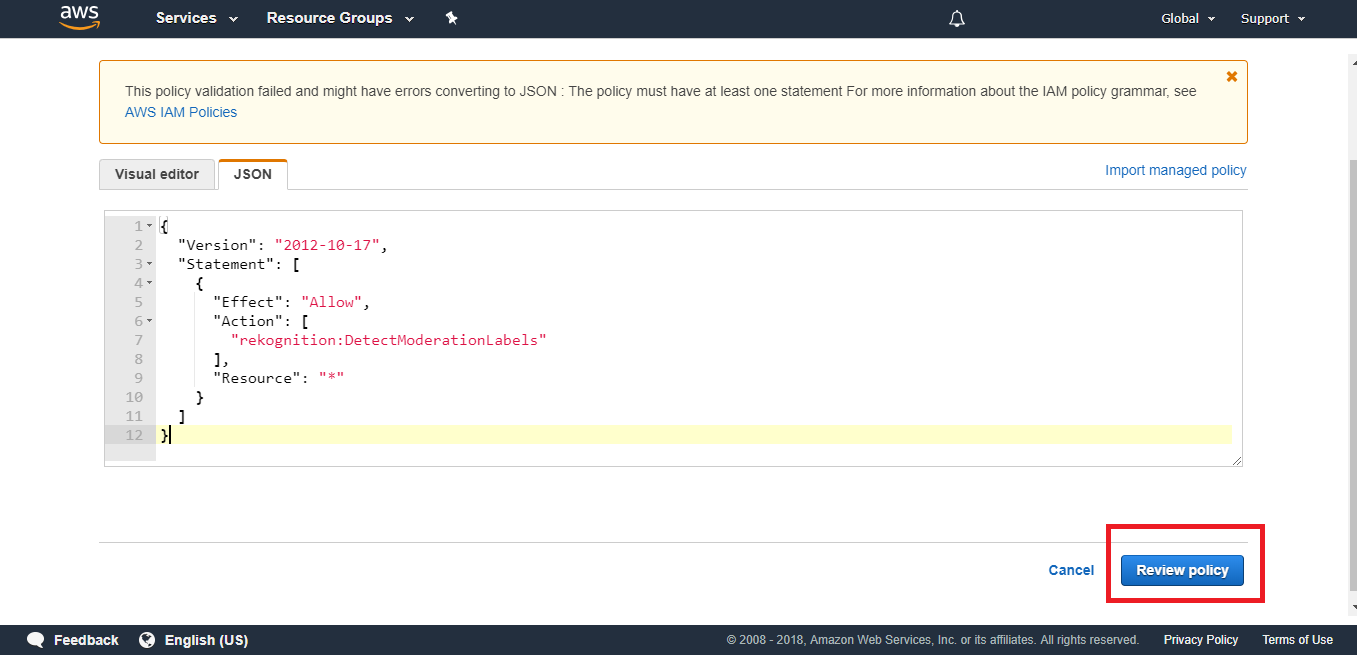 aws Services Resource Groups Global Support
This policy validation failed and might have errors converting to JSON : The policy must have at least one statement For more information about the IAM policy grammar, see
AWS IAM Policies
Visual editor JSON Import managed policy
1 {
2 "Version": "2012-10-17",
3 "Statement": [
4 {
5 "Effect": "Allow",
6 "Action": [
7 "rekognition:DetectModerationLabels"
8 ],
9 "Resource": "*"
10 }
11 ]
12 }
Cancel Review policy
Feedback English (US) © 2008 - 2018, Amazon Web Services, Inc. or its affiliates. All rights reserved. Privacy Policy Terms of Use